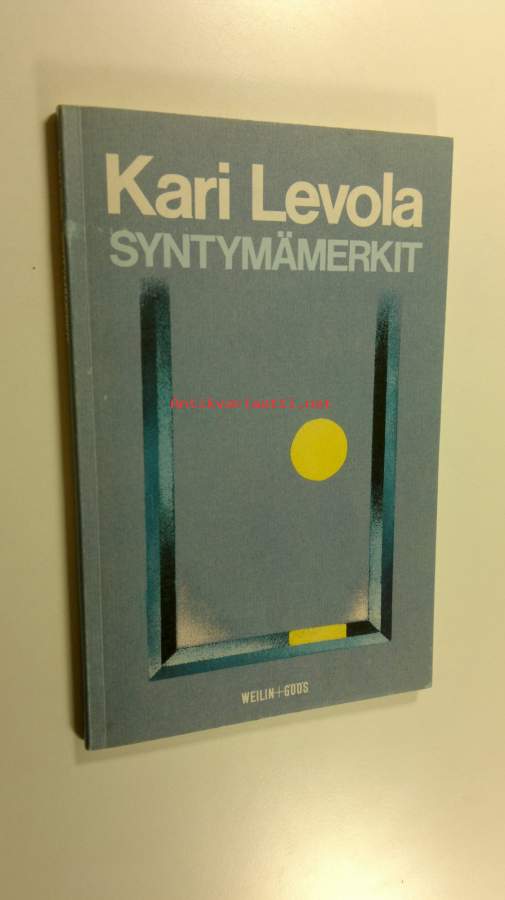 Kari Levola
SYNTYMÄMERKIT
Antikvariaatti.net
WEILIN+GÖÖS